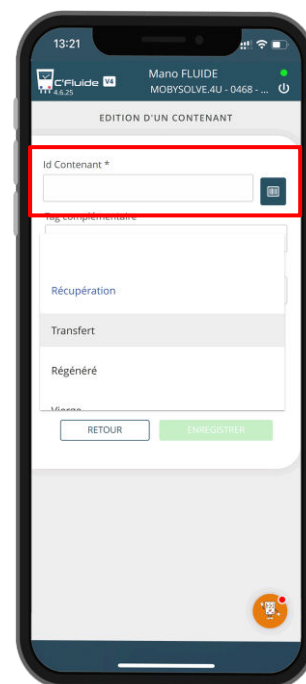 13:21
C'Fluide V4
4.6.25
Mano FLUIDE
MOBYSOLVE.4U - 0468 - ...
EDITION D'UN CONTENANT
Id Contenant *
Tag complémentaire
Récupération
Transfert
Régénéré
Vierge
RETOUR
ENREGISTRER